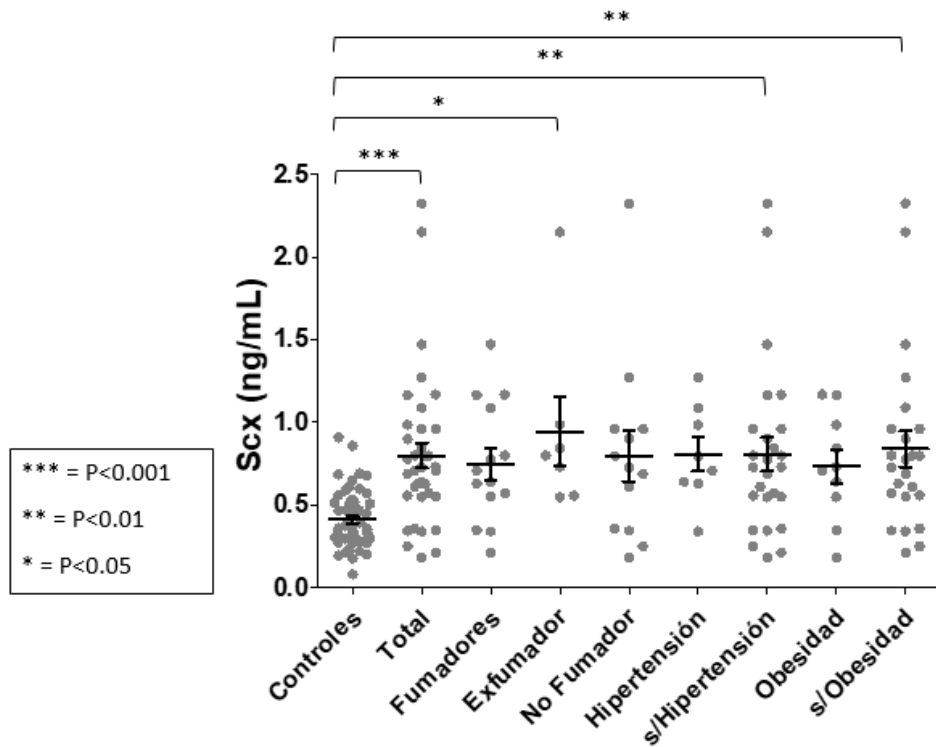 **
**
*
***
2.5
2.0
1.5
1.0
0.5
0.0
Scx (ng/mL)
*** = P<0.001
** = P<0.01
* = P<0.05
Controles
Total
Fumadores
Exfumador
No Fumador
Hipertensión
s/Hipertensión
Obesidad
s/Obesidad